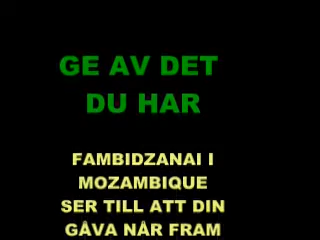 GE AV DET
DU HAR
FAMBIDZANAI I
MOZAMBIQUE
SER TILL ATT DIN
GÅVA NÅR FRAM